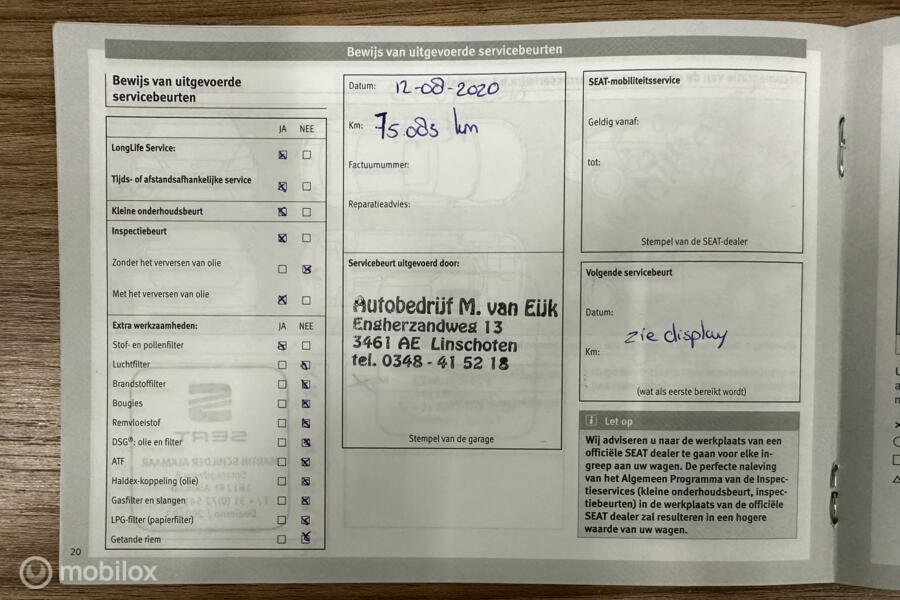 Bewijs van uitgevoerde servicebeurten
Bewijs van uitgevoerde
servicebeurten
JA NEE
LongLife Service:
Tijds- of afstandsafhankelijke service
Kleine onderhoudsbeurt
Inspectiebeurt
Zonder het verversen van olie
Met het verversen van olie
Extra werkzaamheden: JA NEE
Stof- en pollenfilter
Luchtfilter
Brandstoffilter
Bougies
Remvloeistof
DSG®: olie en filter
ATF
Haldex-koppeling (olie)
Gasfilter en slangen
LPG-filter (papierfilter)
Getande riem
20
Datum: 12-08-2020
Km: 75.085 km
Factuurnummer:
Reparatieadvies:
Servicebeurt uitgevoerd door:
Autobedrijf M. van Eijk
Engherzandweg 13
3461 AE Linschoten
tel. 0348 - 41 52 18
Stempel van de garage
SEAT-mobiliteitsservice
Geldig vanaf:
tot:
Stempel van de SEAT-dealer
Volgende servicebeurt
Datum:
zie display
Km:
(wat als eerste bereikt wordt)
i Let op
Wij adviseren u naar de werkplaats van een
officiële SEAT dealer te gaan voor elke in-
greep aan uw wagen. De perfecte naleving
van het Algemeen Programma van de Inspec-
tieservices (kleine onderhoudsbeurt, inspec-
tiebeurten) in de werkplaats van de officiële
SEAT dealer zal resulteren in een hogere
waarde van uw wagen.
mobilox